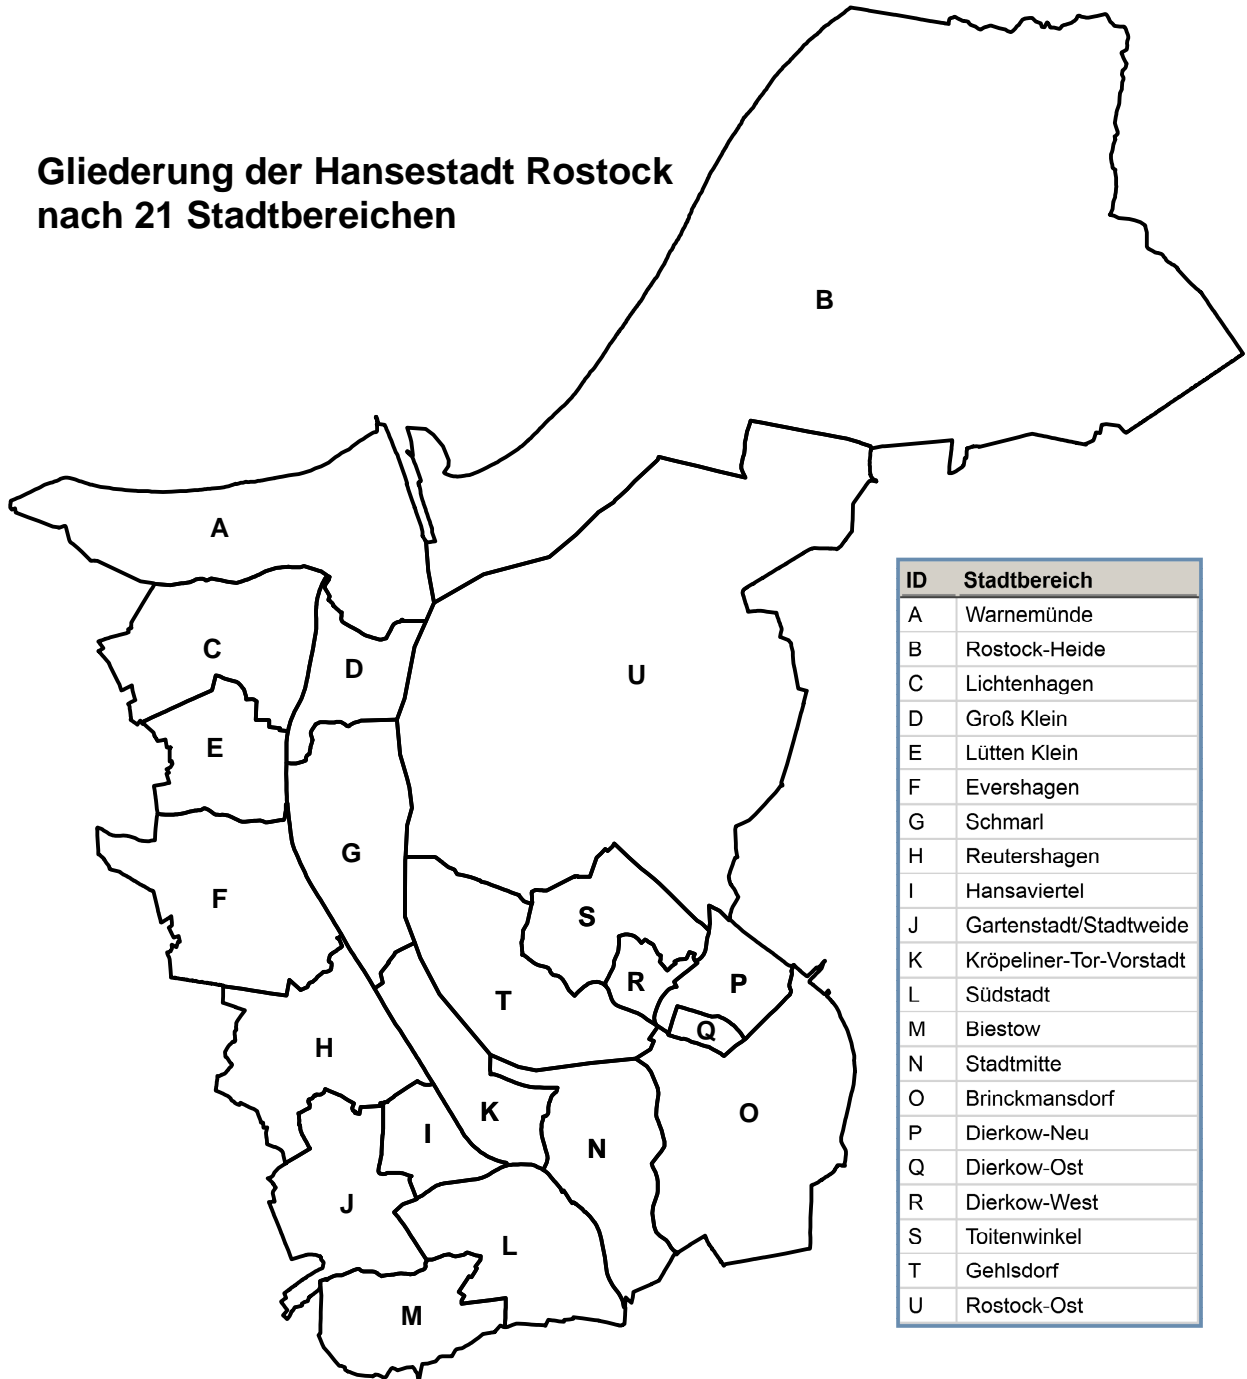 Gliederung der Hansestadt Rostock
nach 21 Stadtbereichen
B
A
C
D
U
E
G
F
S
R
P
T
Q
H
K
O
I
N
J
L
M
ID Stadtbereich
A Warnemünde
B Rostock-Heide
C Lichtenhagen
D Groß Klein
E Lütten Klein
F Evershagen
G Schmarl
H Reutershagen
I Hansaviertel
J Gartenstadt/Stadtweide
K Kröpeliner-Tor-Vorstadt
L Südstadt
M Biestow
N Stadtmitte
O Brinckmansdorf
P Dierkow-Neu
Q Dierkow-Ost
R Dierkow-West
S Toitenwinkel
T Gehlsdorf
U Rostock-Ost